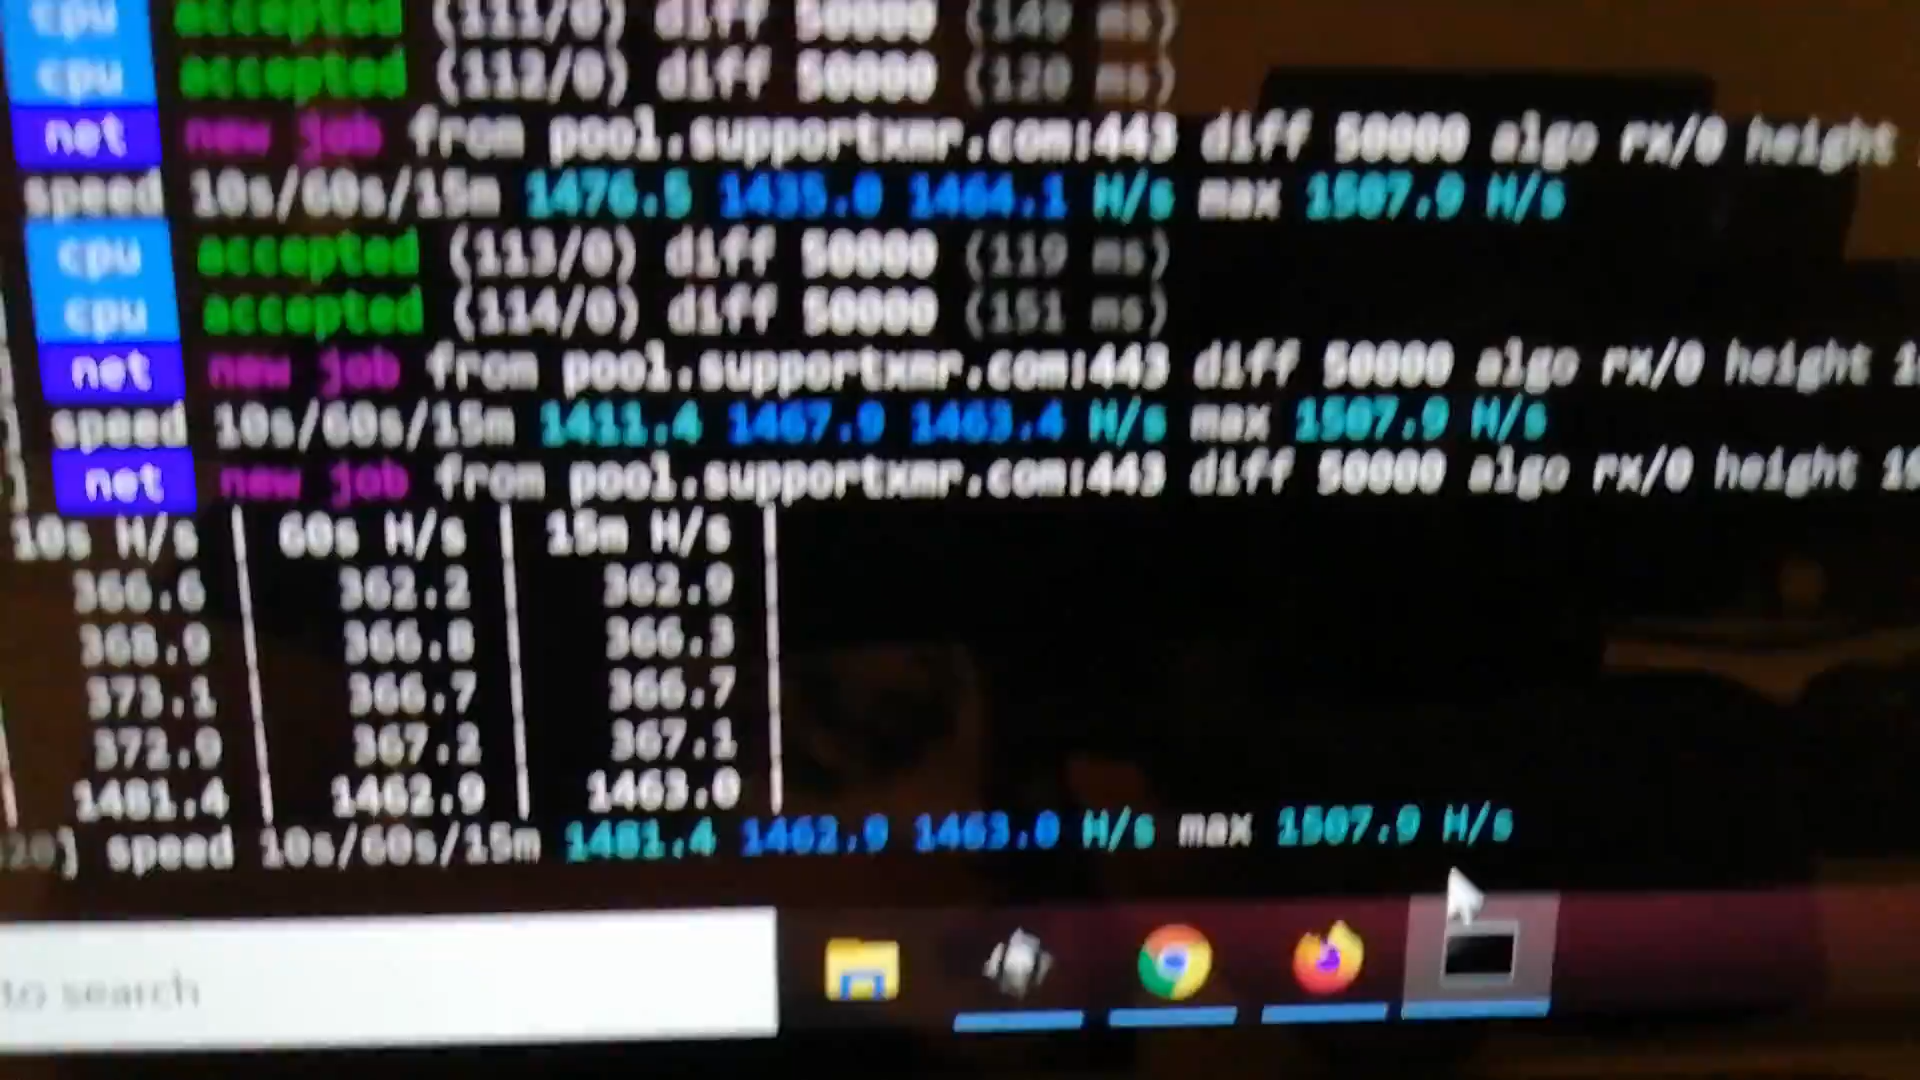 cpu accepted (111/0) diff 50000 (149 ms)
cpu accepted (112/0) diff 50000 (120 ms)
net new job from pool.supportxmr.com:443 diff 50000 algo rx/0 height
speed 10s/60s/15m 1476.5 1435.0 1464.1 H/s max 1507.9 H/s
cpu accepted (113/0) diff 50000 (119 ms)
cpu accepted (114/0) diff 50000 (151 ms)
net new job from pool.supportxmr.com:443 diff 50000 algo rx/0 height
speed 10s/60s/15m 1411.4 1467.9 1463.4 H/s max 1507.9 H/s
net new job from pool.supportxmr.com:443 diff 50000 algo rx/0 height
10s H/s | 60s H/s | 15m H/s |
366.6 | 362.2 | 362.9
368.9 | 366.8 | 366.3
373.1 | 366.7 | 366.7
372.9 | 367.2 | 367.1
1481.4 | 1462.9 | 1463.0
20] speed 10s/60s/15m 1481.4 1462.9 1463.0 H/s max 1507.9 H/s
to search